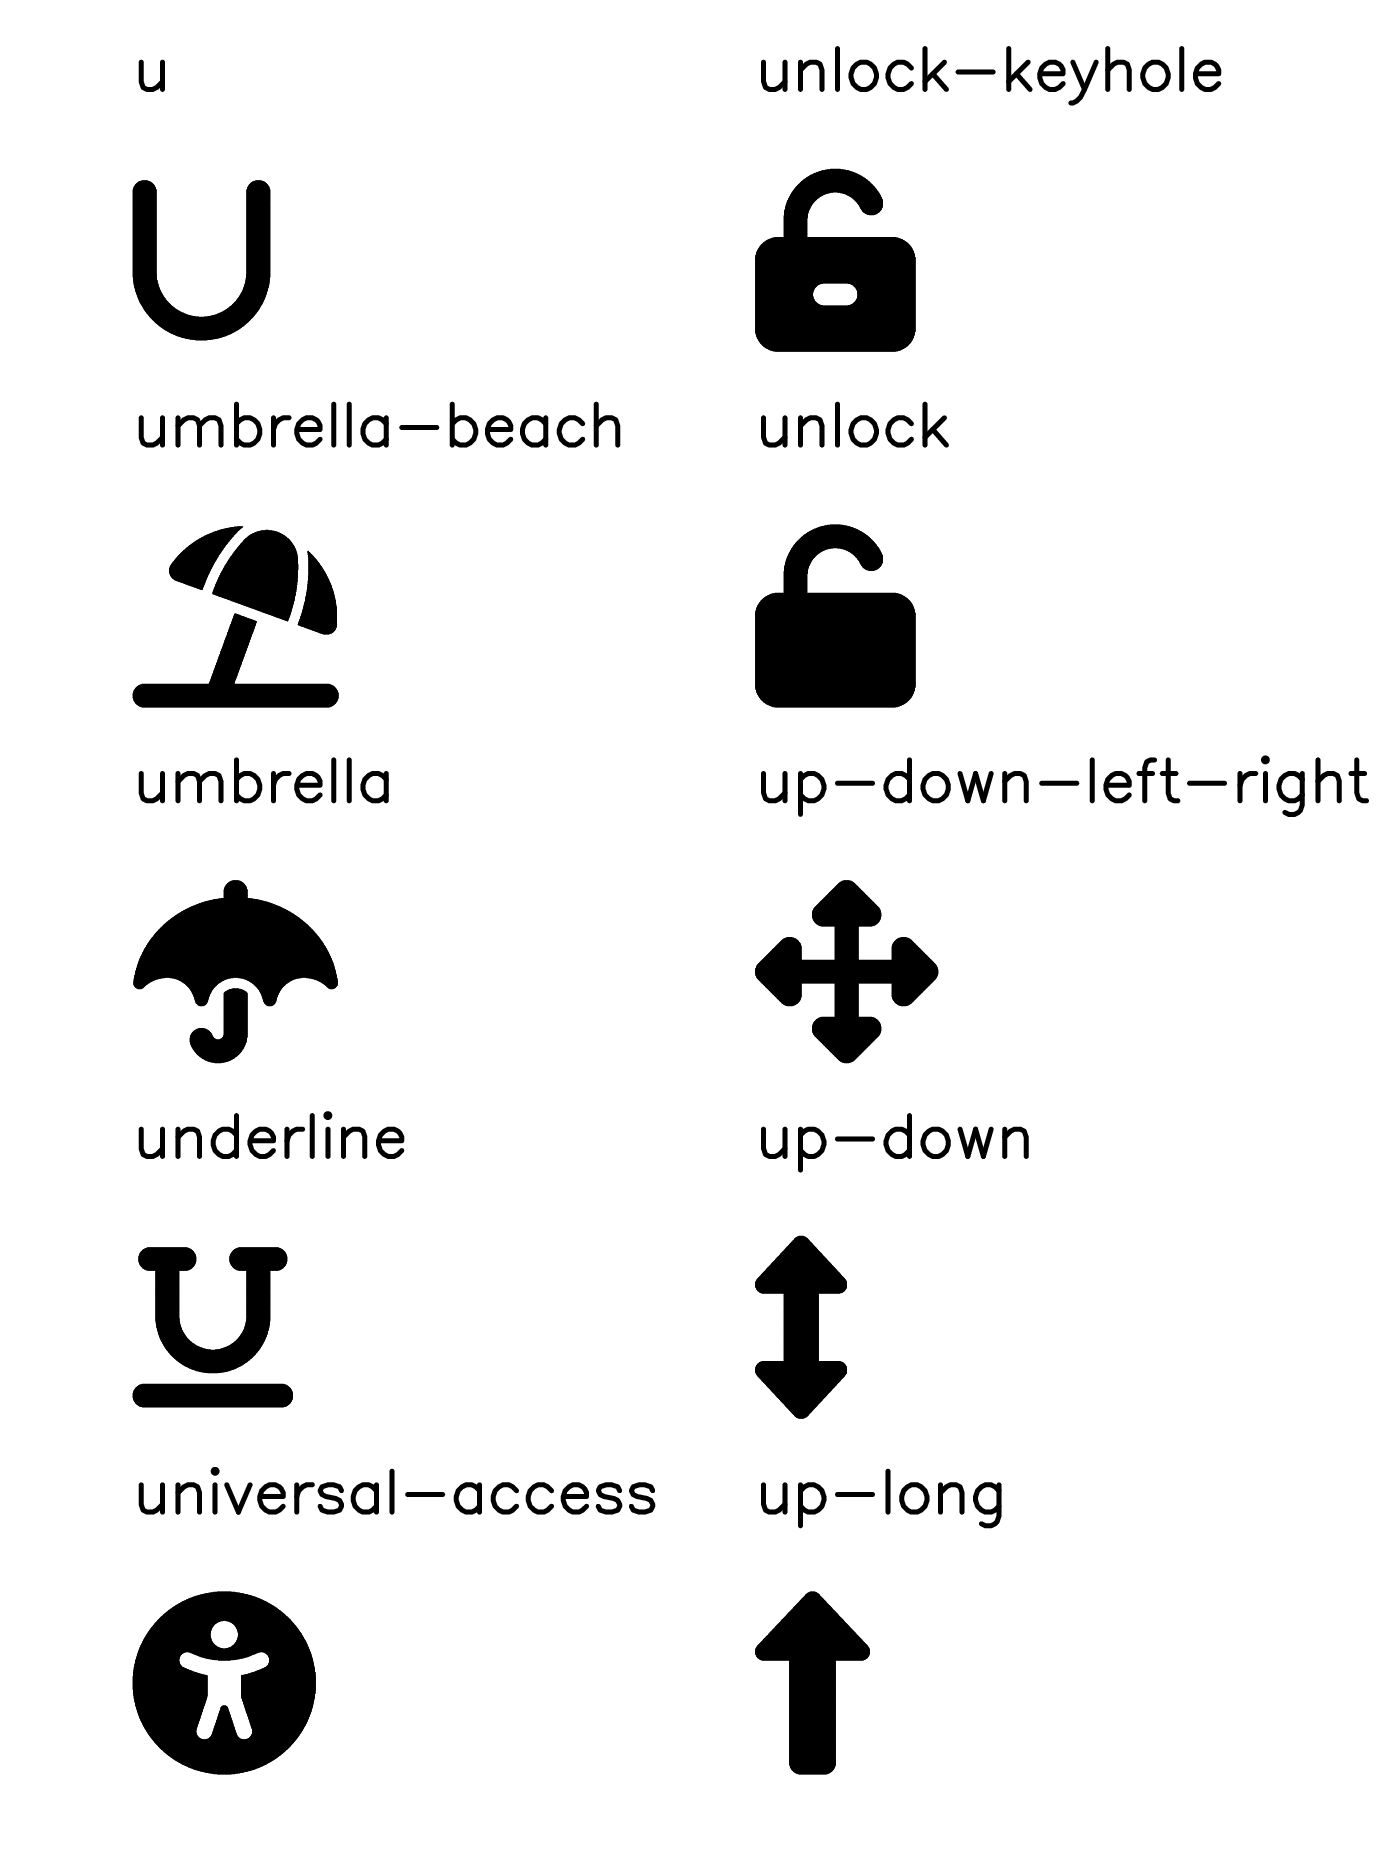 u
unlock-keyhole
umbrella-beach
unlock
umbrella
up-down-left-right
underline
up-down
universal-access
up-long